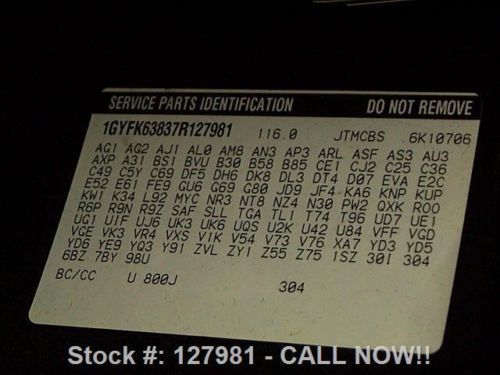 SERVICE PARTS IDENTIFICATION DO NOT REMOVE
1GYFK63837R127981 116.0 JTMCBS 6K10706
AG1 AG2 AJ1 AL0 AM8 AN3 AP3 ARL ASF AS3 AU3
AXP A31 BS1 BVU B30 B58 B85 CE1 CJ2 C25 C36
C49 C5Y C69 DF5 DH6 DK8 DL3 DT4 D07 EVA E2C
E52 E61 FE9 GU6 G69 G80 JD9 JF4 KA6 KNP KUP
KW1 K34 L92 MYC NR3 NT8 NZ4 N30 PW2 QXK R00
R6P R9N R9Z SAF SLL TGA TL1 T74 T96 UD7 UE1
UG1 UIF UJ6 UK3 UK6 UQS U2K U42 U84 VFF VGD
VGE VK3 VR4 VXS V1K V54 V73 V76 XA7 YD3 YD5
YD6 YE9 YQ3 Y91 ZVL ZY1 Z55 Z75 1SZ 30I 304
6BZ 7BY 98U
BC/CC U 800J 304
Stock #: 127981 - CALL NOW!!